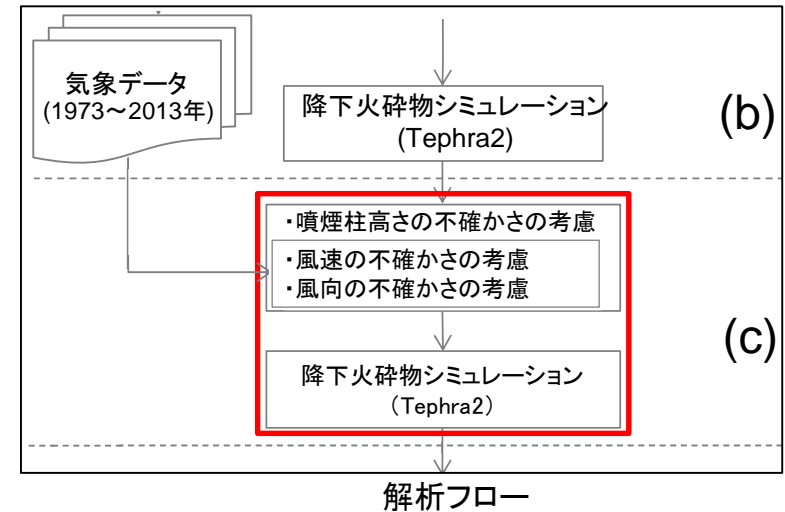 気象データ
(1973～2013年)
降下火砕物シミュレーション
(Tephra2)
(b)
・噴煙柱高さの不確かさの考慮
・風速の不確かさの考慮
・風向の不確かさの考慮
降下火砕物シミュレーション
（Tephra2）
(c)
解析フロー